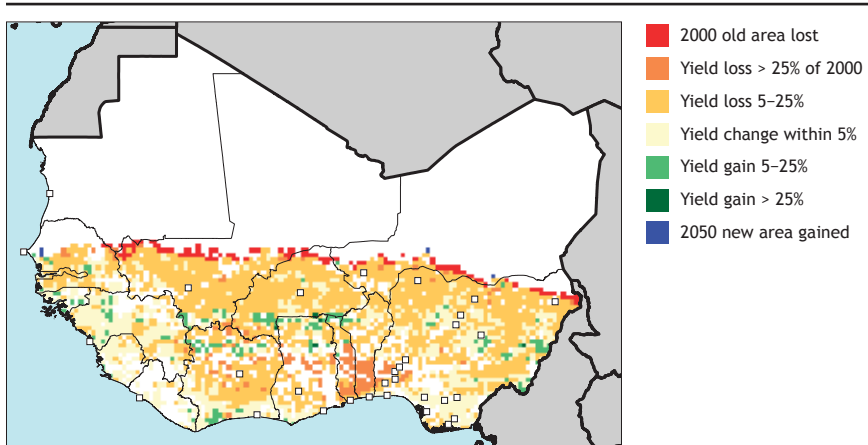 2000 old area lost
Yield loss > 25% of 2000
Yield loss 5–25%
Yield change within 5%
Yield gain 5–25%
Yield gain > 25%
2050 new area gained